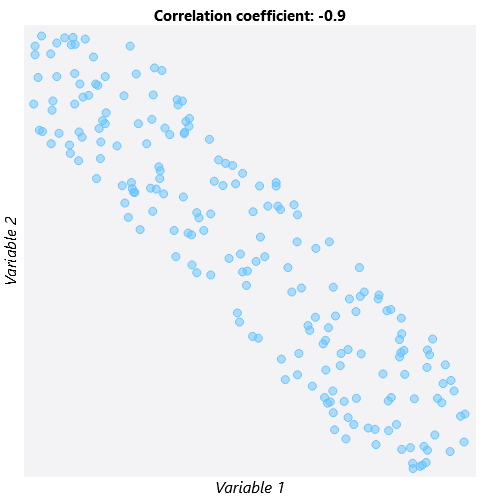 Correlation coefficient: -0.9
Variable 2
Variable 1